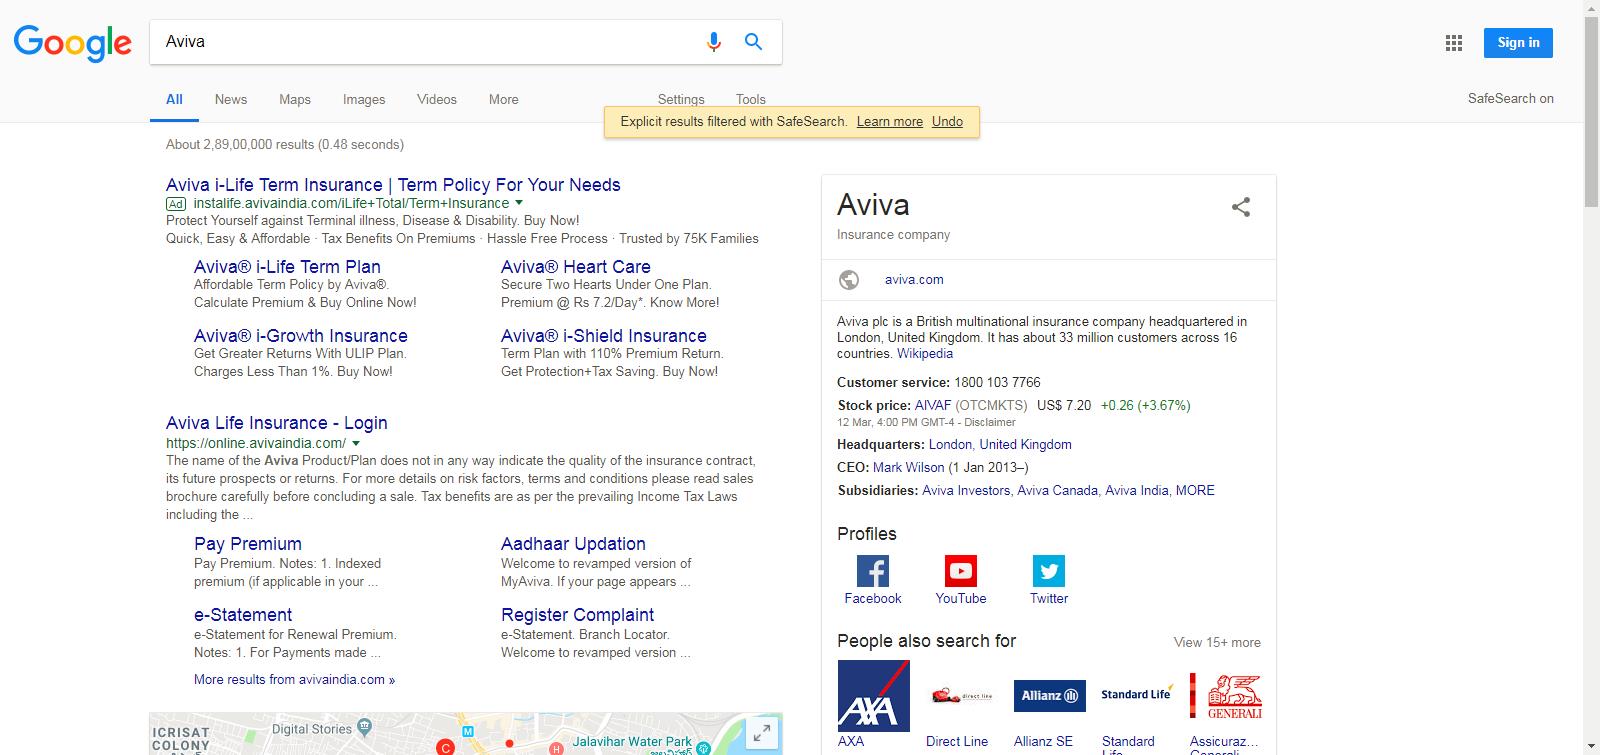 Google
Aviva
Sign in
All News Maps Images Videos More Settings Tools
SafeSearch on
Explicit results filtered with SafeSearch. Learn more Undo
About 2,89,00,000 results (0.48 seconds)
Aviva i-Life Term Insurance | Term Policy For Your Needs
Ad instalife.avivaindia.com/iLife+Total/Term+Insurance
Protect Yourself against Terminal illness, Disease & Disability. Buy Now!
Quick, Easy & Affordable · Tax Benefits On Premiums · Hassle Free Process · Trusted by 75K Families
Aviva® i-Life Term Plan
Affordable Term Policy by Aviva®.
Calculate Premium & Buy Online Now!
Aviva® Heart Care
Secure Two Hearts Under One Plan.
Premium @ Rs 7.2/Day*. Know More!
Aviva® i-Growth Insurance
Get Greater Returns With ULIP Plan.
Charges Less Than 1%. Buy Now!
Aviva® i-Shield Insurance
Term Plan with 110% Premium Return.
Get Protection+Tax Saving. Buy Now!
Aviva Life Insurance - Login
https://online.avivaindia.com/
The name of the Aviva Product/Plan does not in any way indicate the quality of the insurance contract,
its future prospects or returns. For more details on risk factors, terms and conditions please read sales
brochure carefully before concluding a sale. Tax benefits are as per the prevailing Income Tax Laws
including the ...
Pay Premium
Pay Premium. Notes: 1. Indexed
premium (if applicable in your ...
Aadhaar Updation
Welcome to revamped version of
MyAviva. If your page appears ...
e-Statement
e-Statement for Renewal Premium.
Notes: 1. For Payments made ...
Register Complaint
e-Statement. Branch Locator.
Welcome to revamped version ...
More results from avivaindia.com »
ICRISAT
COLONY
Digital Stories
M
C
H
Jalavihar Water Park
Aviva
Insurance company
aviva.com
Aviva plc is a British multinational insurance company headquartered in
London, United Kingdom. It has about 33 million customers across 16
countries. Wikipedia
Customer service: 1800 103 7766
Stock price: AIVAF (OTCMKTS) US$ 7.20 +0.26 (+3.67%)
12 Mar, 4:00 PM GMT-4 - Disclaimer
Headquarters: London, United Kingdom
CEO: Mark Wilson (1 Jan 2013–)
Subsidiaries: Aviva Investors, Aviva Canada, Aviva India, MORE
Profiles
Facebook
YouTube
Twitter
People also search for
View 15+ more
AXA
direct line
Allianz
Standard Life
GENERALI
AXA
Direct Line
Allianz SE
Standard
Life
Assicuraz...
Generali